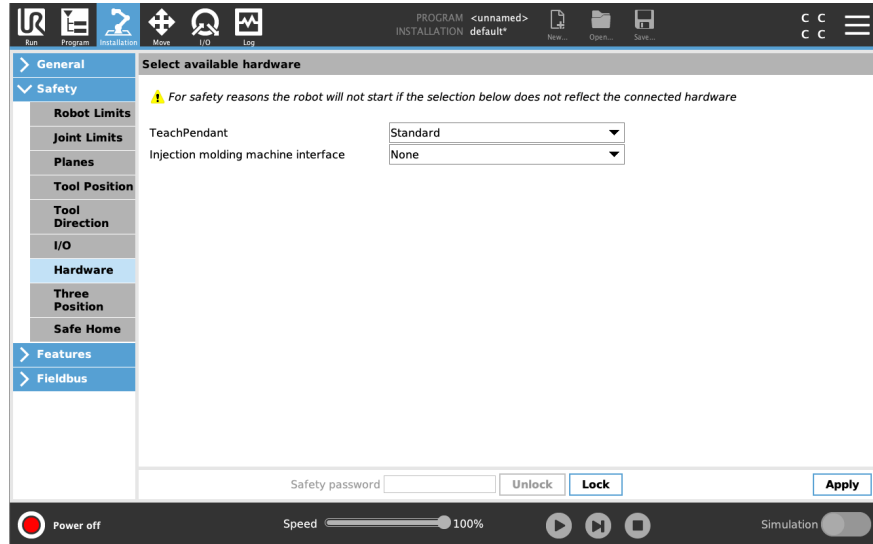 PROGRAM <unnamed>
INSTALLATION default*
C C
C C
UR
Run
Program
Installation
Move
I/O
Log
New...
Open...
Save...
General
Safety
Robot Limits
Joint Limits
Planes
Tool Position
Tool
Direction
I/O
Hardware
Three
Position
Safe Home
Features
Fieldbus
Select available hardware
For safety reasons the robot will not start if the selection below does not reflect the connected hardware
TeachPendant Standard
Injection molding machine interface None
Safety password Unlock Lock Apply
Power off Speed 100% Simulation